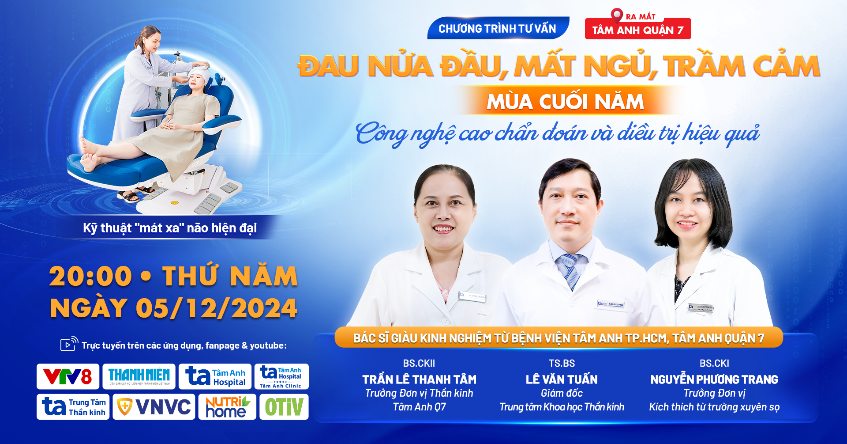 CHƯƠNG TRÌNH TƯ VẤN
RA MẮT
TÂM ANH QUẬN 7
ĐAU NỬA ĐẦU, MẤT NGỦ, TRẦM CẢM
MÙA CUỐI NĂM
Công nghệ cao chẩn đoán và điều trị hiệu quả
Kỹ thuật "mát xa" não hiện đại
20:00 • THỨ NĂM
NGÀY 05/12/2024
Trực tuyến trên các ứng dụng, fanpage & youtube:
VTV8
THANH NIÊN
ta Tâm Anh Hospital
ta Tâm Anh Hospital
Tâm Anh Clinic
ta Trung Tâm Thần kinh
VNVC
NUTRI home
OTiV
BÁC SĨ GIÀU KINH NGHIỆM TỪ BỆNH VIỆN TÂM ANH TP.HCM, TÂM ANH QUẬN 7
BS.CKII
TRẦN LÊ THANH TÂM
Trưởng Đơn vị Thần kinh
Tâm Anh Q7
TS.BS
LÊ VĂN TUẤN
Giám đốc
Trung tâm Khoa học Thần kinh
BS.CKI
NGUYỄN PHƯƠNG TRANG
Trưởng Đơn vị
Kích thích từ trường xuyên sọ